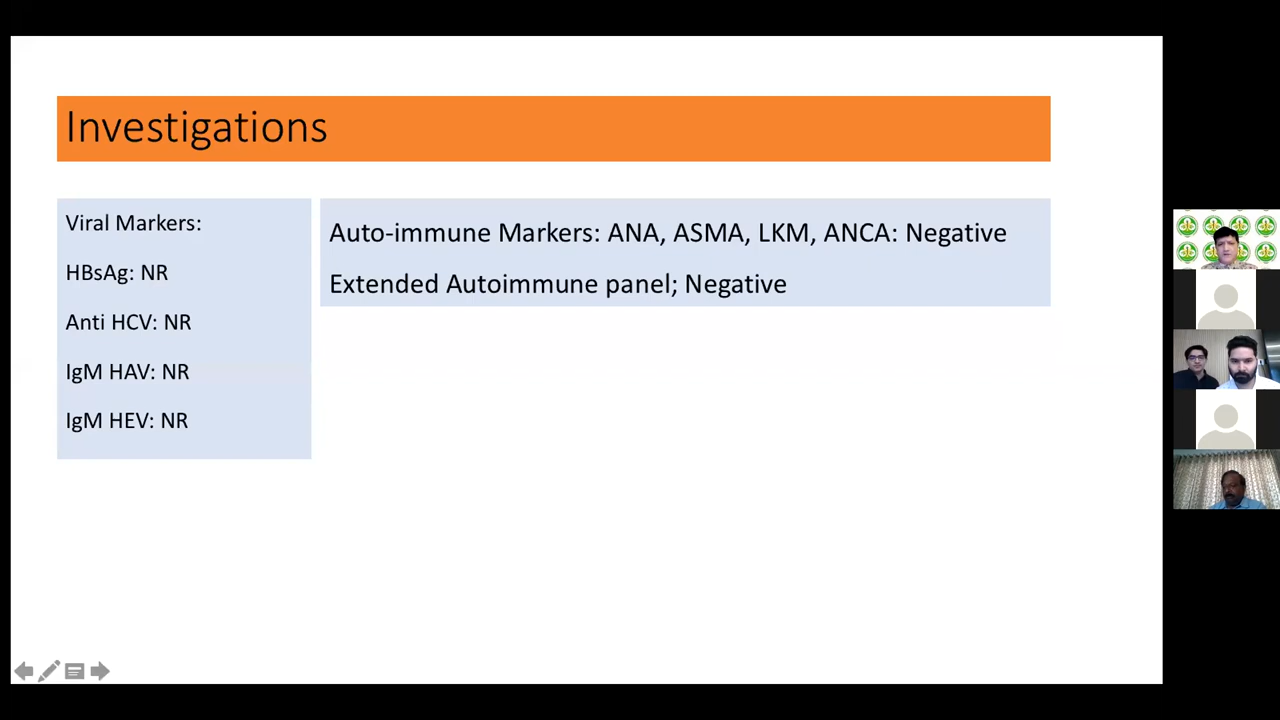 Investigations
Viral Markers:
HBsAg: NR
Anti HCV: NR
IgM HAV: NR
IgM HEV: NR
Auto-immune Markers: ANA, ASMA, LKM, ANCA: Negative
Extended Autoimmune panel; Negative